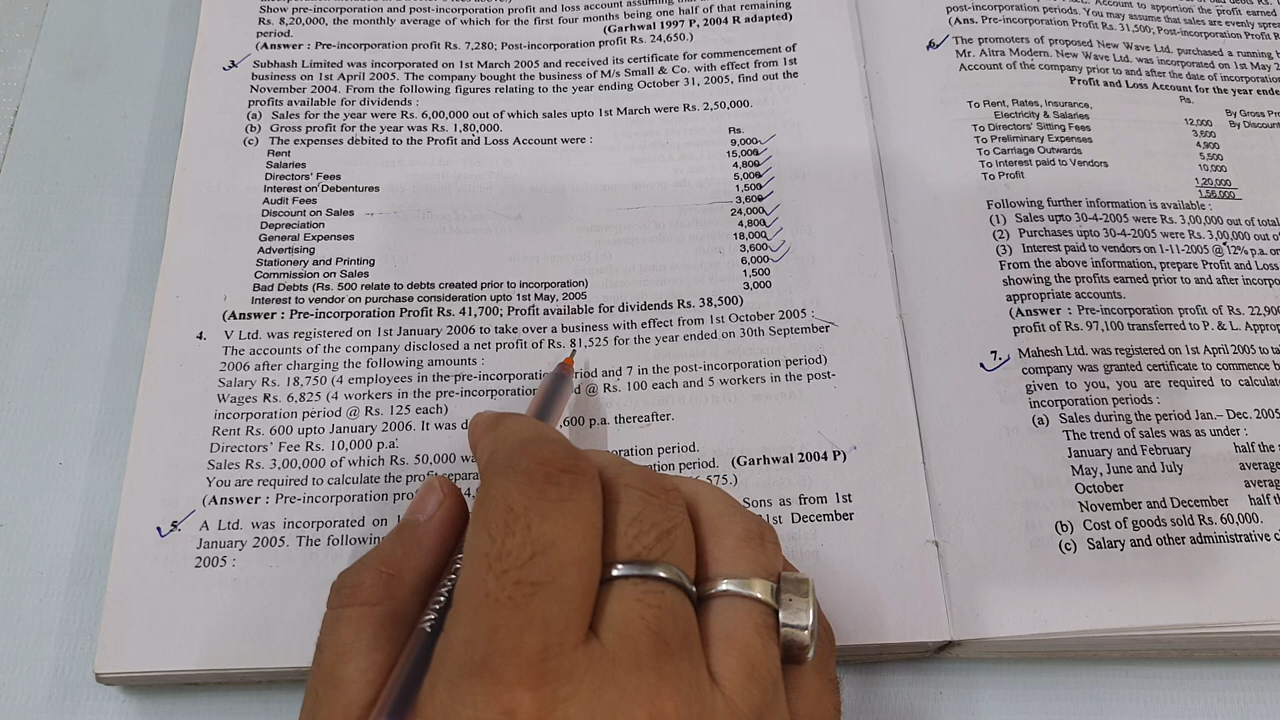 Show pre-incorporation and post-incorporation profit and loss account assuming that
Rs. 8,20,000, the monthly average of which for the first four months being one half of that remaining
period.
(Garhwal 1997 P, 2004 R adapted)
(Answer : Pre-incorporation profit Rs. 7,280; Post-incorporation profit Rs. 24,650.)
3. Subhash Limited was incorporated on 1st March 2005 and received its certificate for commencement of
business on 1st April 2005. The company bought the business of M/s Small & Co. with effect from 1st
November 2004. From the following figures relating to the year ending October 31, 2005, find out the
profits available for dividends :
(a) Sales for the year were Rs. 6,00,000 out of which sales upto 1st March were Rs. 2,50,000.
(b) Gross profit for the year was Rs. 1,80,000.
(c) The expenses debited to the Profit and Loss Account were :
Rs.
Rent 9,000
Salaries 15,000
Directors' Fees 4,800
Interest on Debentures 5,000
Audit Fees 1,500
Discount on Sales 3,600
Depreciation 24,000
General Expenses 4,800
Advertising 18,000
Stationery and Printing 3,600
Commission on Sales 6,000
Bad Debts (Rs. 500 relate to debts created prior to incorporation) 1,500
Interest to vendor on purchase consideration upto 1st May, 2005 3,000
(Answer : Pre-incorporation Profit Rs. 41,700; Profit available for dividends Rs. 38,500)
4. V Ltd. was registered on 1st January 2006 to take over a business with effect from 1st October 2005 :
The accounts of the company disclosed a net profit of Rs. 81,525 for the year ended on 30th September
2006 after charging the following amounts :
Salary Rs. 18,750 (4 employees in the pre-incorporation period and 7 in the post-incorporation period)
Wages Rs. 6,825 (4 workers in the pre-incorporation @ Rs. 100 each and 5 workers in the post-
incorporation period @ Rs. 125 each)
Rent Rs. 600 upto January 2006. It was ,600 p.a. thereafter.
Directors' Fee Rs. 10,000 p.a.
Sales Rs. 3,00,000 of which Rs. 50,000 period.
You are required to calculate the profit period. (Garhwal 2004 P)
(Answer : Pre-incorporation 575.)
5. A Ltd. was incorporated on Sons as from 1st
January 2005. The following 1st December
2005 :
Account to apportion the profit earned
post-incorporation periods. You may assume that sales are evenly
(Ans. Pre-incorporation Profit Rs. 31,500; Post-incorporation Profit
6. The promoters of proposed New Wave Ltd. purchased a running
Mr. Altra Modern. New Wave Ltd. was incorporated on 1st May
Account of the company prior to and after the date of
Profit and Loss Account for the year
Rs.
To Rent, Rates, Insurance,
Electricity & Salaries 12,000 By Gross
To Directors' Sitting Fees 3,600 By
To Preliminary Expenses 4,900
To Carriage Outwards 5,500
To Interest paid to Vendors 10,000
To Profit 1,20,000
1,56,000
Following further information is available :
(1) Sales upto 30-4-2005 were Rs. 3,00,000 out of total
(2) Purchases upto 30-4-2005 were Rs. 3,00,000 out
(3) Interest paid to vendors on 1-11-2005 @ 12% p.a.
From the above information, prepare Profit and Loss
showing the profits earned prior to and after
appropriate accounts.
(Answer : Pre-incorporation profit of Rs. 22,900
profit of Rs. 97,100 transferred to P. & L.
7. Mahesh Ltd. was registered on 1st April 2005 to
company was granted certificate to commence
given to you, you are required to
incorporation periods :
(a) Sales during the period Jan.– Dec. 2005
The trend of sales was as under :
January and February half the
May, June and July
October
November and December half
(b) Cost of goods sold Rs. 60,000.
(c) Salary and other administrative